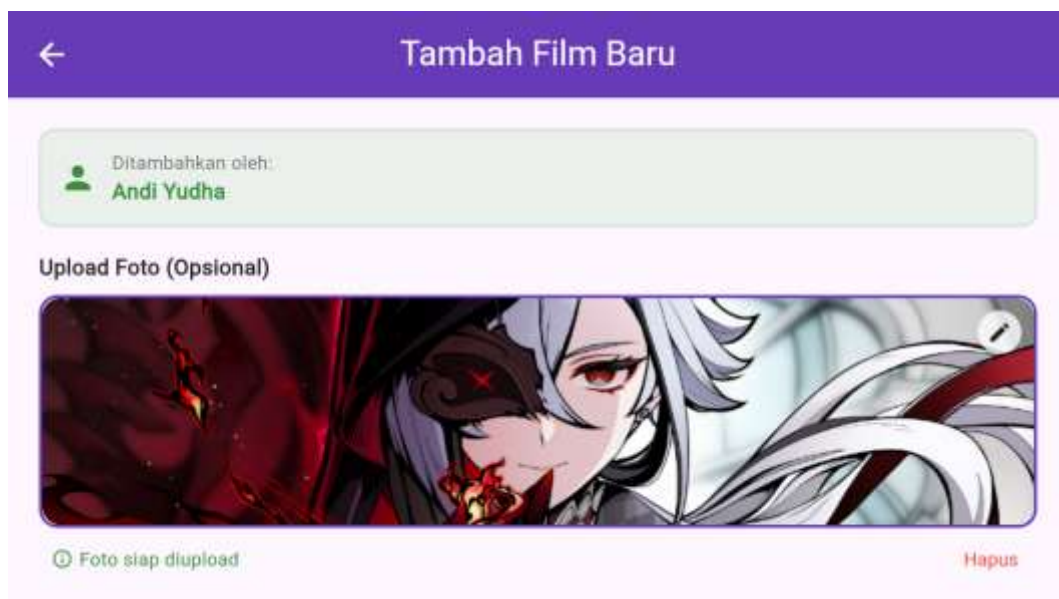 Tambah Film Baru
Ditambahkan oleh:
Andi Yudha
Upload Foto (Opsional)
Foto siap diupload
Hapus